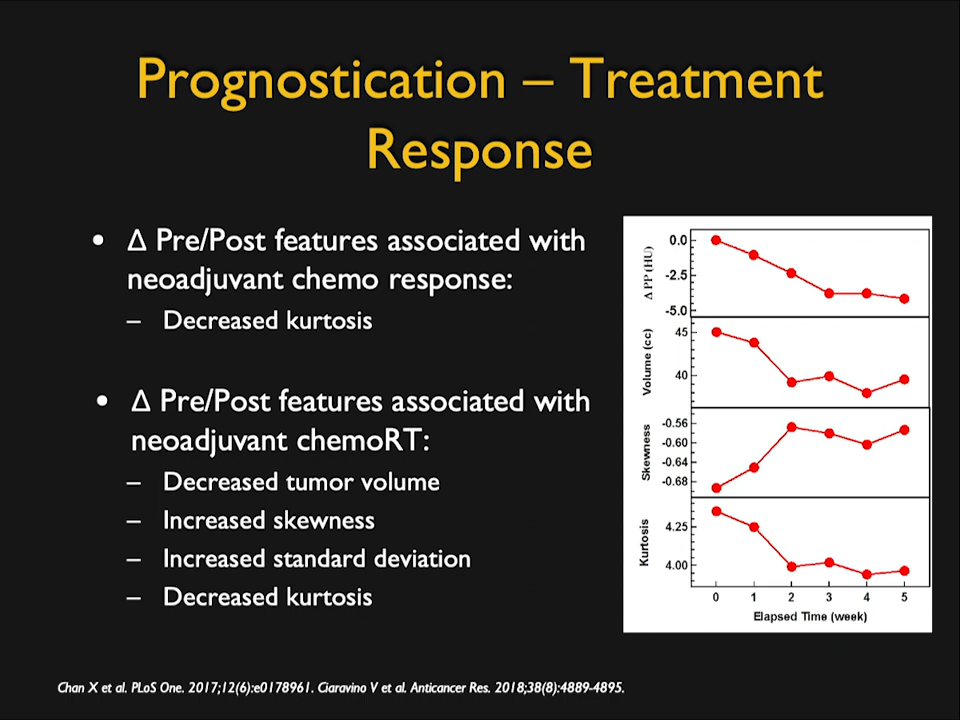 Prognostication – Treatment
Response
• Δ Pre/Post features associated with
neoadjuvant chemo response:
– Decreased kurtosis
• Δ Pre/Post features associated with
neoadjuvant chemoRT:
– Decreased tumor volume
– Increased skewness
– Increased standard deviation
– Decreased kurtosis
Δ PP (HU)
0.0
-2.5
-5.0
Volume (cc)
45
40
Skewness
-0.56
-0.60
-0.64
-0.68
Kurtosis
4.25
4.00
0 1 2 3 4 5
Elapsed Time (week)
Chan X et al. PLoS One. 2017;12(6):e0178961. Ciaravino V et al. Anticancer Res. 2018;38(8):4889-4895.